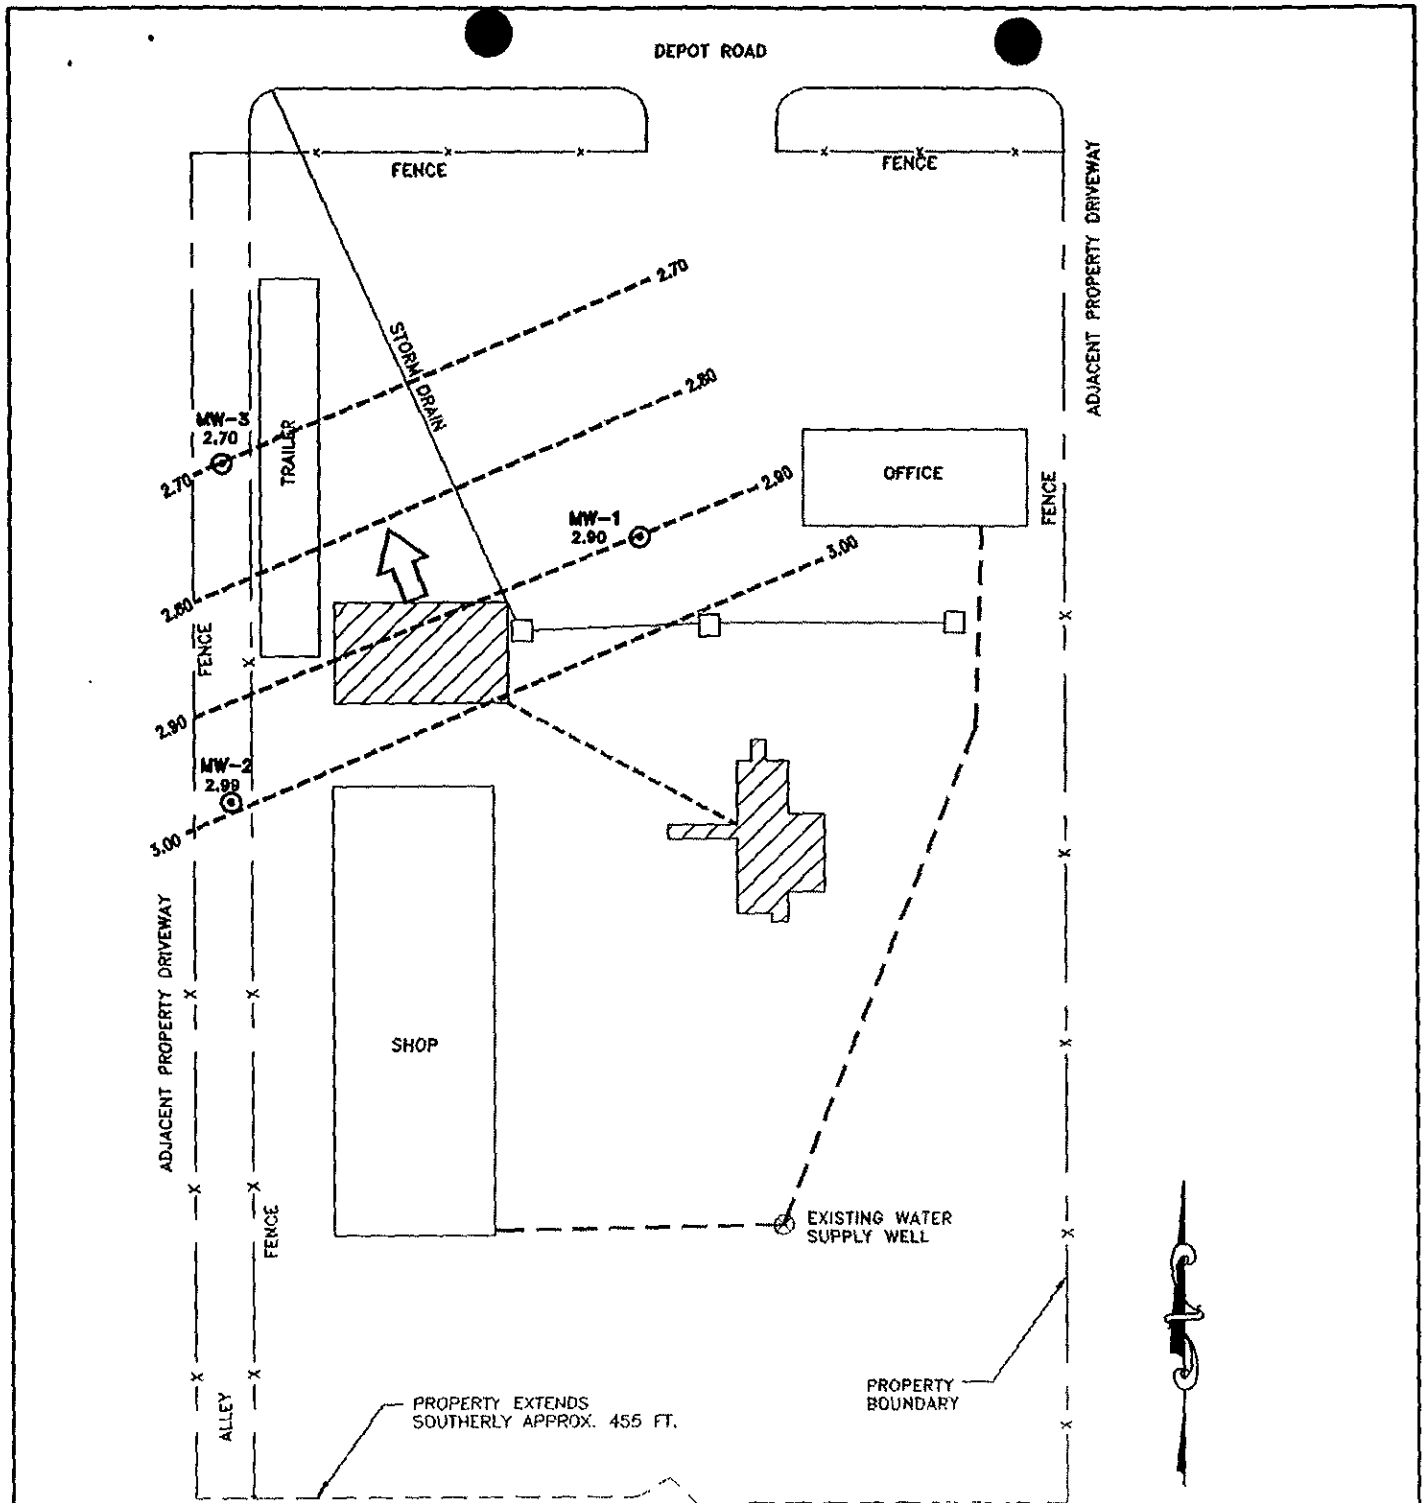 DEPOT ROAD
FENCE
FENCE
ADJACENT PROPERTY DRIVEWAY
2.70
STORM DRAIN
2.80
MW-3
2.70
TRAILER
2.70
OFFICE
FENCE
2.90
MW-1
2.90
3.00
2.80
FENCE
2.90
MW-2
2.99
3.00
ADJACENT PROPERTY DRIVEWAY
SHOP
FENCE
EXISTING WATER
SUPPLY WELL
PROPERTY
BOUNDARY
PROPERTY EXTENDS
SOUTHERLY APPROX. 455 FT.
ALLEY